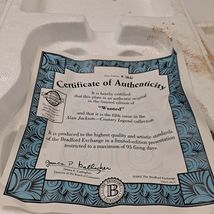 Certificate of Authenticity
It is hereby certified
that this plate is an authentic original
in the limited edition of
"Wanted"
and that it is the fifth issue in the
Alan Jackson—Country Legend collection
It is produced to the highest quality and artistic standards
of the Bradford Exchange in a limited-edition presentation
restricted to a maximum of 95 firing days.
B